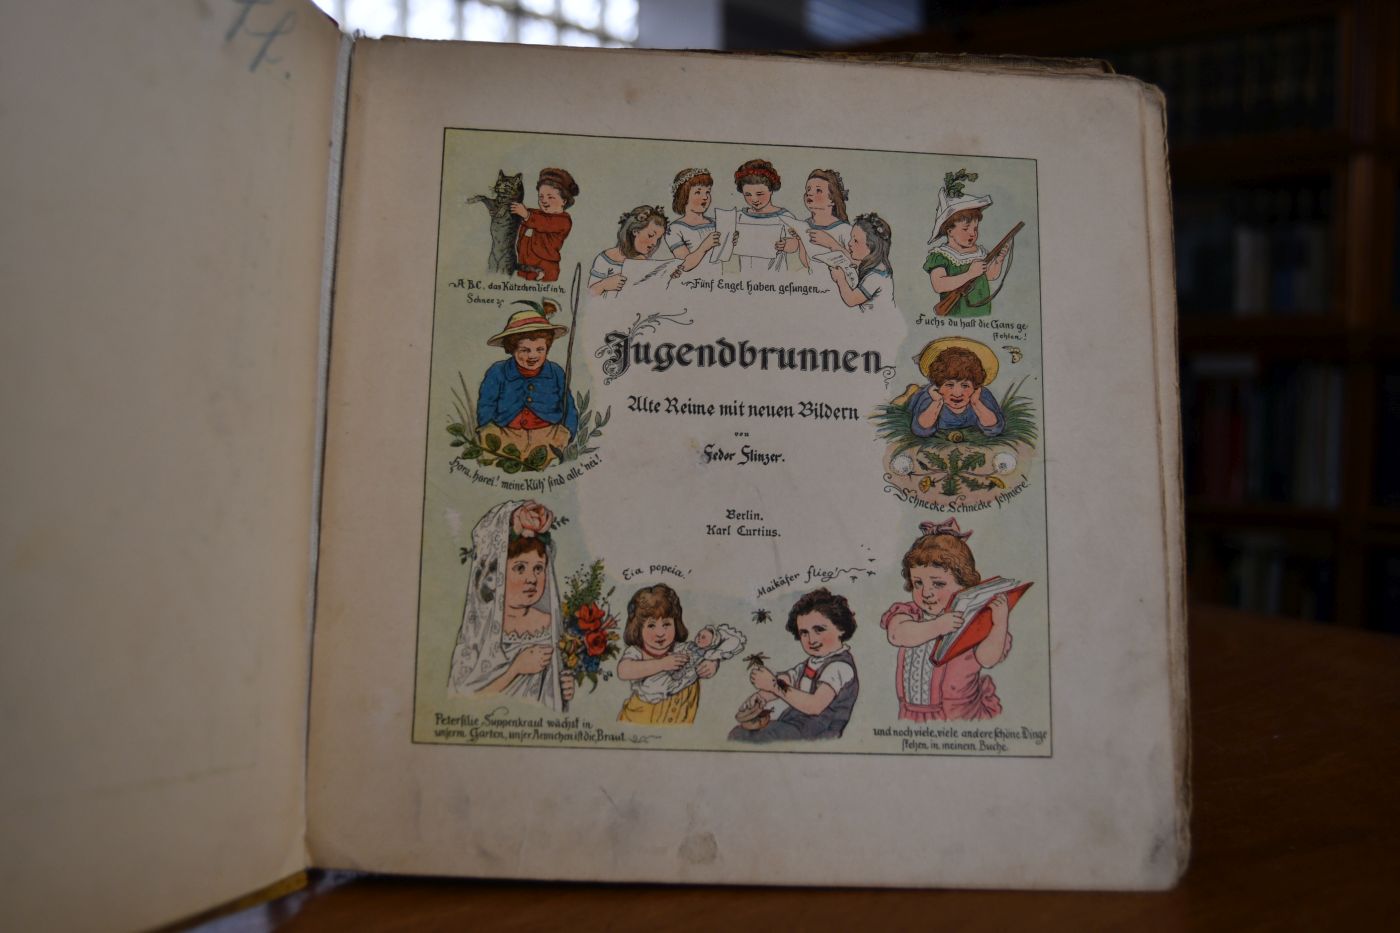 A B C, das Kätzchen lief in'n
Schnee
Fünf Engel haben gesungen
Fuchs du hast die Gans ge
stohlen!
Jugendbrunnen
Alte Reime mit neuen Bildern
von
Fedor Flinzer.
horei! meine Küh' sind alle 'nei!
Schnecke Schnecke schniere!
Berlin.
Karl Curtius.
Eia popeia!
Maikäfer flieg!
Petersilie, Suppenkraut wächst in
unserm Garten, unser Aennchen ist die Braut
und noch viele, viele andere schöne Dinge
stehen in meinem Buche.